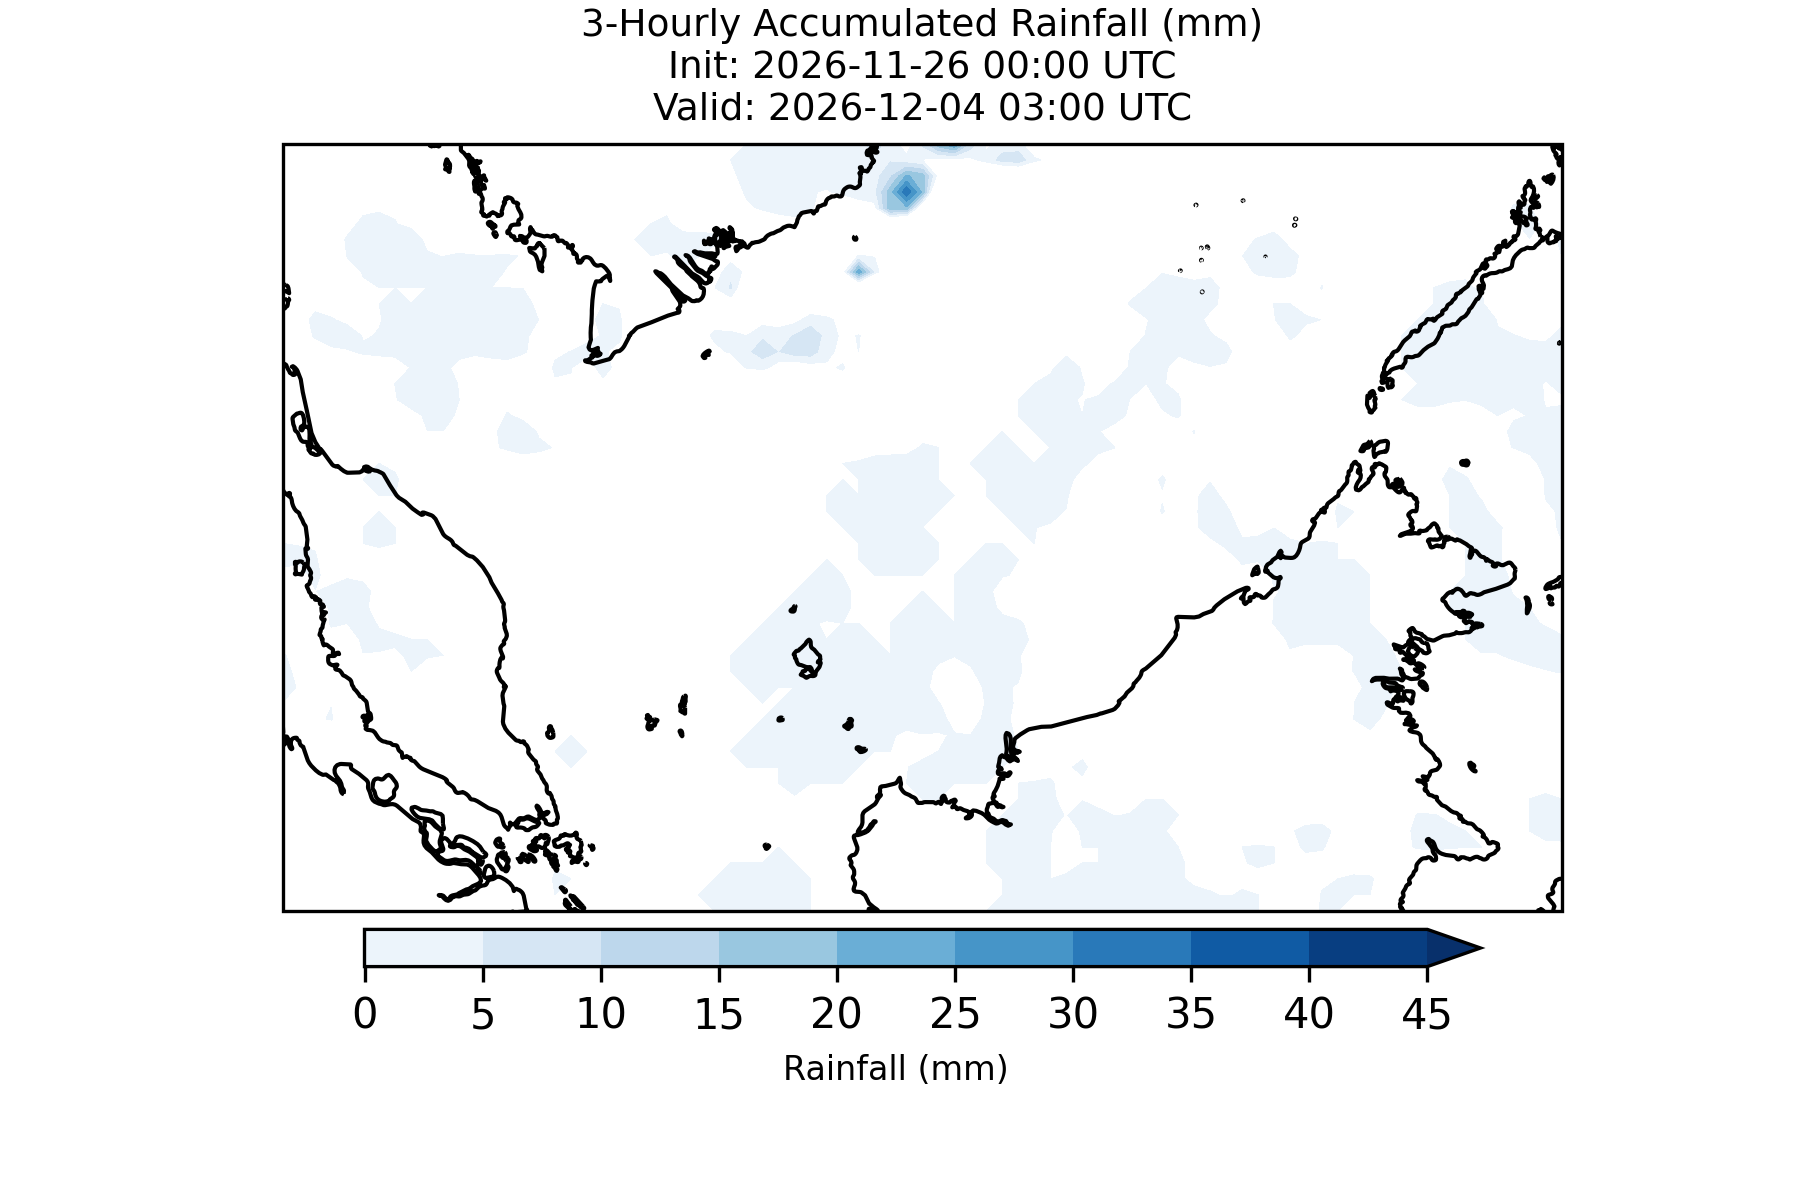 3-Hourly Accumulated Rainfall (mm)
Init: 2026-11-26 00:00 UTC
Valid: 2026-12-04 03:00 UTC
0 5 10 15 20 25 30 35 40 45
Rainfall (mm)